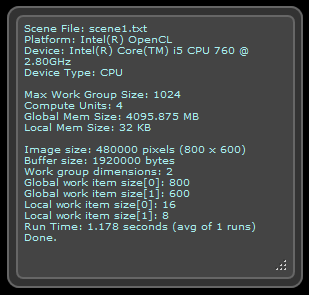 Scene File: scene1.txt
Platform: Intel(R) OpenCL
Device: Intel(R) Core(TM) i5 CPU 760 @
2.80GHz
Device Type: CPU
Max Work Group Size: 1024
Compute Units: 4
Global Mem Size: 4095.875 MB
Local Mem Size: 32 KB
Image size: 480000 pixels (800 x 600)
Buffer size: 1920000 bytes
Work group dimensions: 2
Global work item size[0]: 800
Global work item size[1]: 600
Local work item size[0]: 16
Local work item size[1]: 8
Run Time: 1.178 seconds (avg of 1 runs)
Done.